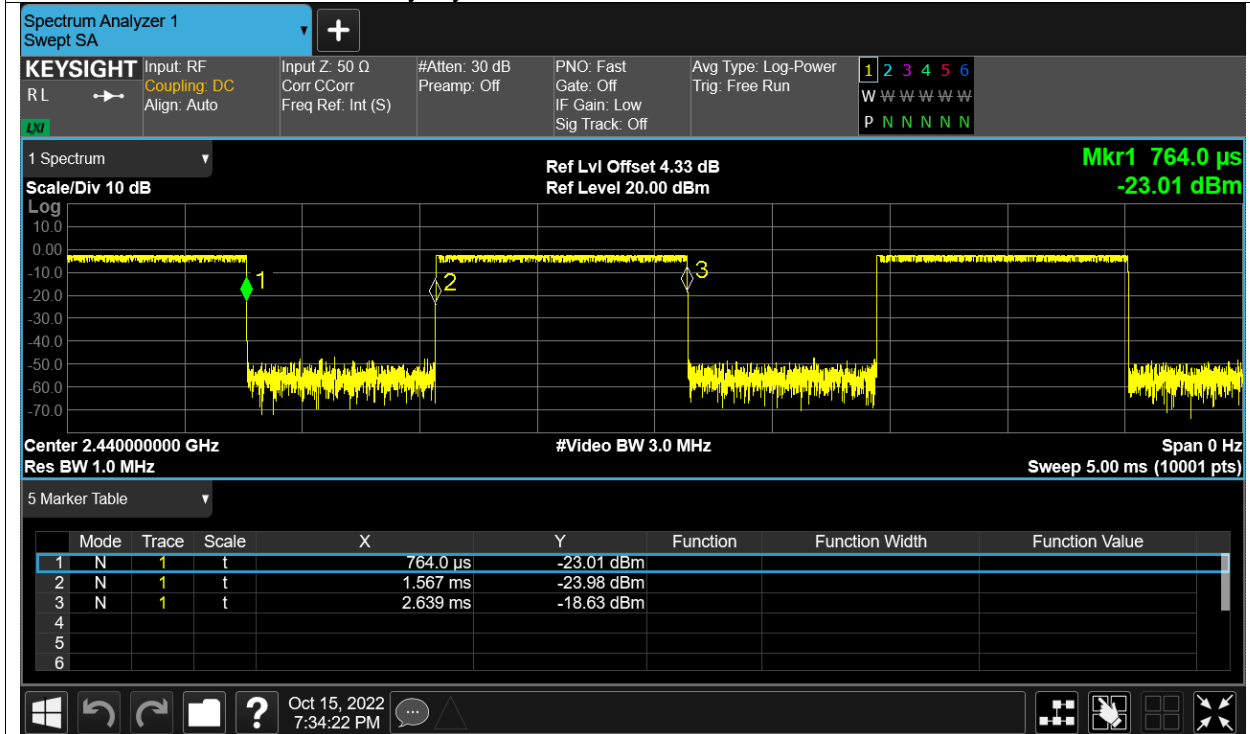 Spectrum Analyzer 1
Swept SA
+
KEYSIGHT Input: RF Input Z: 50 Ω #Atten: 30 dB PNO: Fast Avg Type: Log-Power 1 2 3 4 5 6
R L Coupling: DC Corr CCorr Preamp: Off Gate: Off Trig: Free Run W W W W W W
Align: Auto Freq Ref: Int (S) IF Gain: Low
LXI Sig Track: Off P N N N N N
1 Spectrum Ref Lvl Offset 4.33 dB Mkr1 764.0 µs
Scale/Div 10 dB Ref Level 20.00 dBm -23.01 dBm
Log
10.0
0.00
-10.0
-20.0
-30.0
-40.0
-50.0
-60.0
-70.0
1
2
3
Center 2.440000000 GHz #Video BW 3.0 MHz Span 0 Hz
Res BW 1.0 MHz Sweep 5.00 ms (10001 pts)
5 Marker Table
Mode Trace Scale X Y Function Function Width Function Value
1 N 1 t 764.0 µs -23.01 dBm
2 N 1 t 1.567 ms -23.98 dBm
3 N 1 t 2.639 ms -18.63 dBm
4
5
6
? Oct 15, 2022
7:34:22 PM